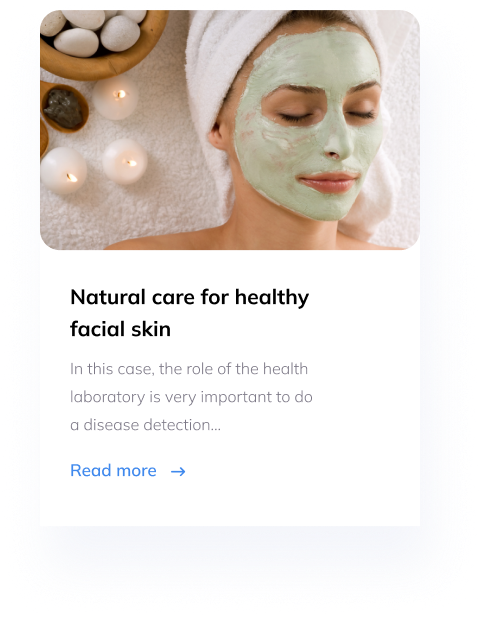 Natural care for healthy
facial skin
In this case, the role of the health
laboratory is very important to do
a disease detection...
Read more →